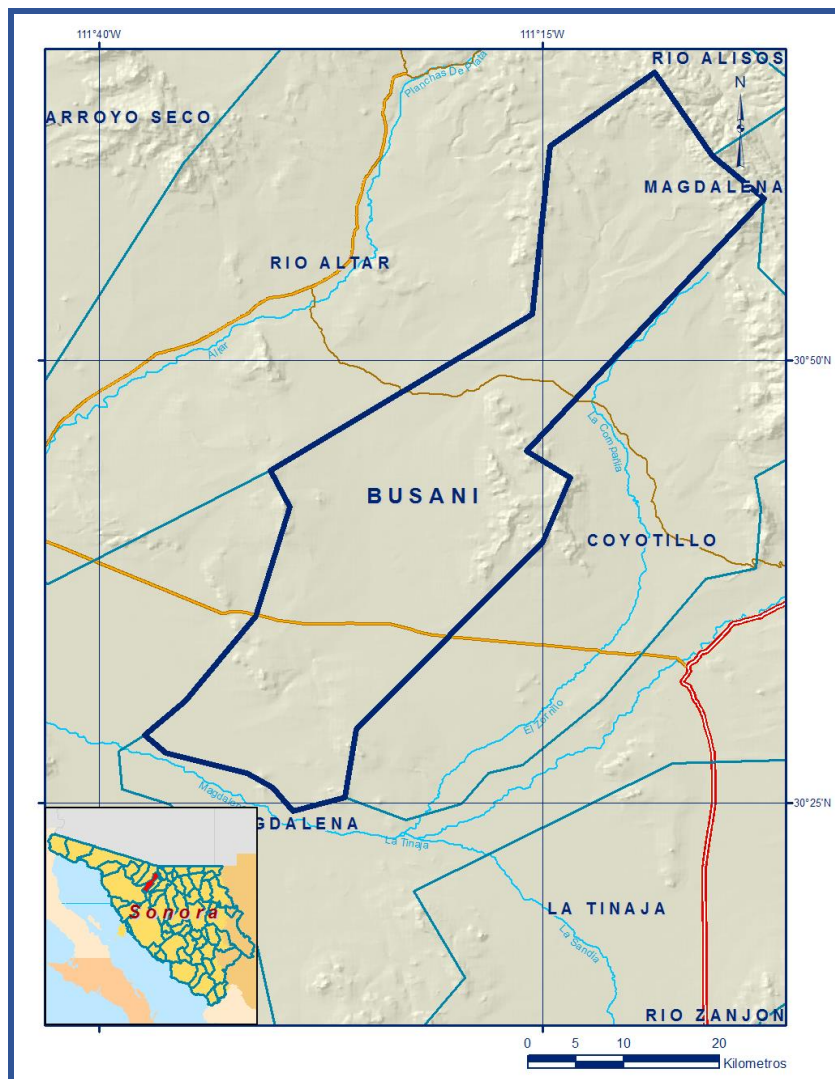 111°40'W
111°15'W
RIO ALISOS
Planchas De Plata
N
ARROYO SECO
MAGDALENA
RIO ALTAR
Altar
30°50'N
La Compañia
BUSANI
COYOTILLO
El Zorrillo
Magdalena
30°25'N
GDALENA
La Tinaja
Sonora
LA TINAJA
La Sandia
RIO ZANJON
0 5 10 20
Kilometros